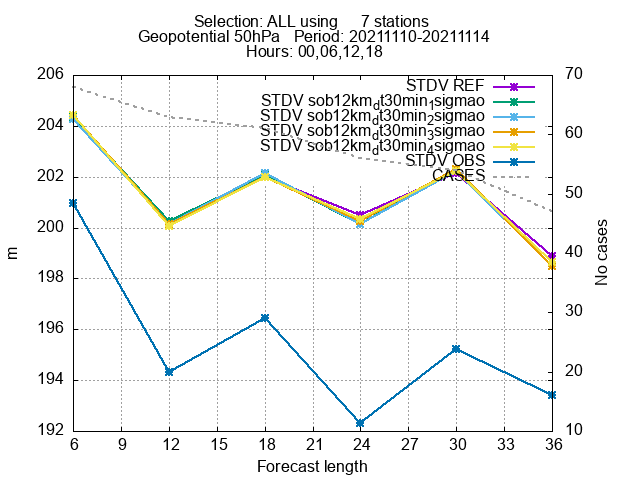 Selection: ALL using 7 stations
Geopotential 50hPa Period: 20211110-20211114
Hours: 00,06,12,18
STDV REF
STDV sob12km_dt30min_1sigmao
STDV sob12km_dt30min_2sigmao
STDV sob12km_dt30min_3sigmao
STDV sob12km_dt30min_4sigmao
STDV OBS
CASES
206
204
202
200
198
196
194
192
m
70
60
50
40
30
20
10
No cases
6 9 12 15 18 21 24 27 30 33 36
Forecast length